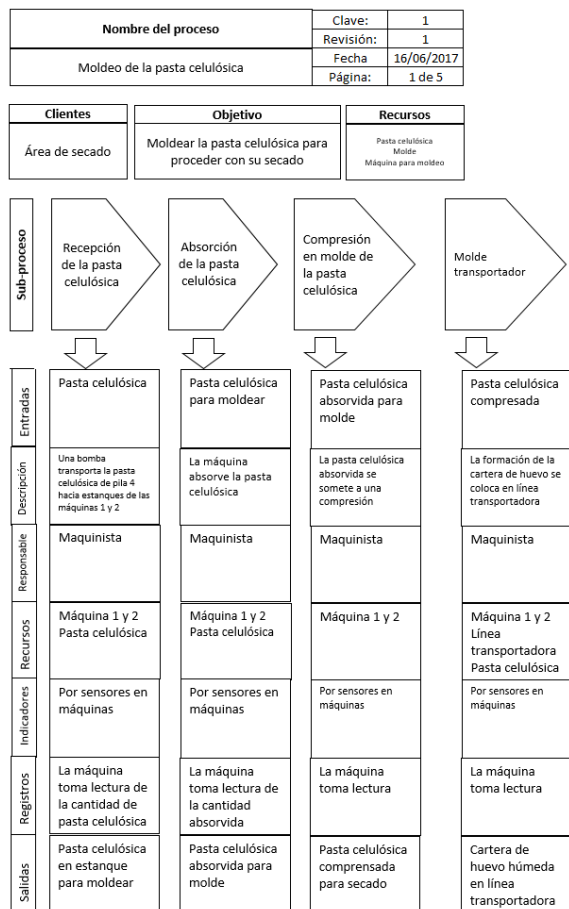 Nombre del proceso
Clave: 1
Revisión: 1
Moldeo de la pasta celulósica
Fecha 16/06/2017
Página: 1 de 5
Clientes
Objetivo
Recursos
Área de secado
Moldear la pasta celulósica para
proceder con su secado
Pasta celulósica
Molde
Máquina para moldeo
Sub-proceso
Recepción
de la pasta
celulósica
Absorción
de la pasta
celulósica
Compresión
en molde de
la pasta
celulósica
Molde
transportador
Entradas
Pasta celulósica
Pasta celulósica
para moldear
Pasta celulósica
absorvida para
molde
Pasta celulósica
compresada
Descripción
Una bomba
transporta la pasta
celulósica de pila 4
hacia estanques de las
máquinas 1 y 2
La máquina
absorve la pasta
celulósica
La pasta celulósica
absorvida se
somete a una
compresión
La formación de la
cartera de huevo se
coloca en línea
transportadora
Responsable
Maquinista
Maquinista
Maquinista
Maquinista
Recursos
Máquina 1 y 2
Pasta celulósica
Máquina 1 y 2
Pasta celulósica
Máquina 1 y 2
Máquina 1 y 2
Línea
transportadora
Pasta celulósica
Indicadores
Por sensores en
máquinas
Por sensores en
máquinas
Por sensores en
máquinas
Por sensores en
máquinas
Registros
La máquina
toma lectura de
la cantidad de
pasta celulósica
La máquina
toma lectura de
la cantidad
absorvida
La máquina
toma lectura
La máquina
toma lectura
Salidas
Pasta celulósica
en estanque
para moldear
Pasta celulósica
absorvida para
molde
Pasta celulósica
comprensada
para secado
Cartera de
huevo húmeda
en línea
transportadora